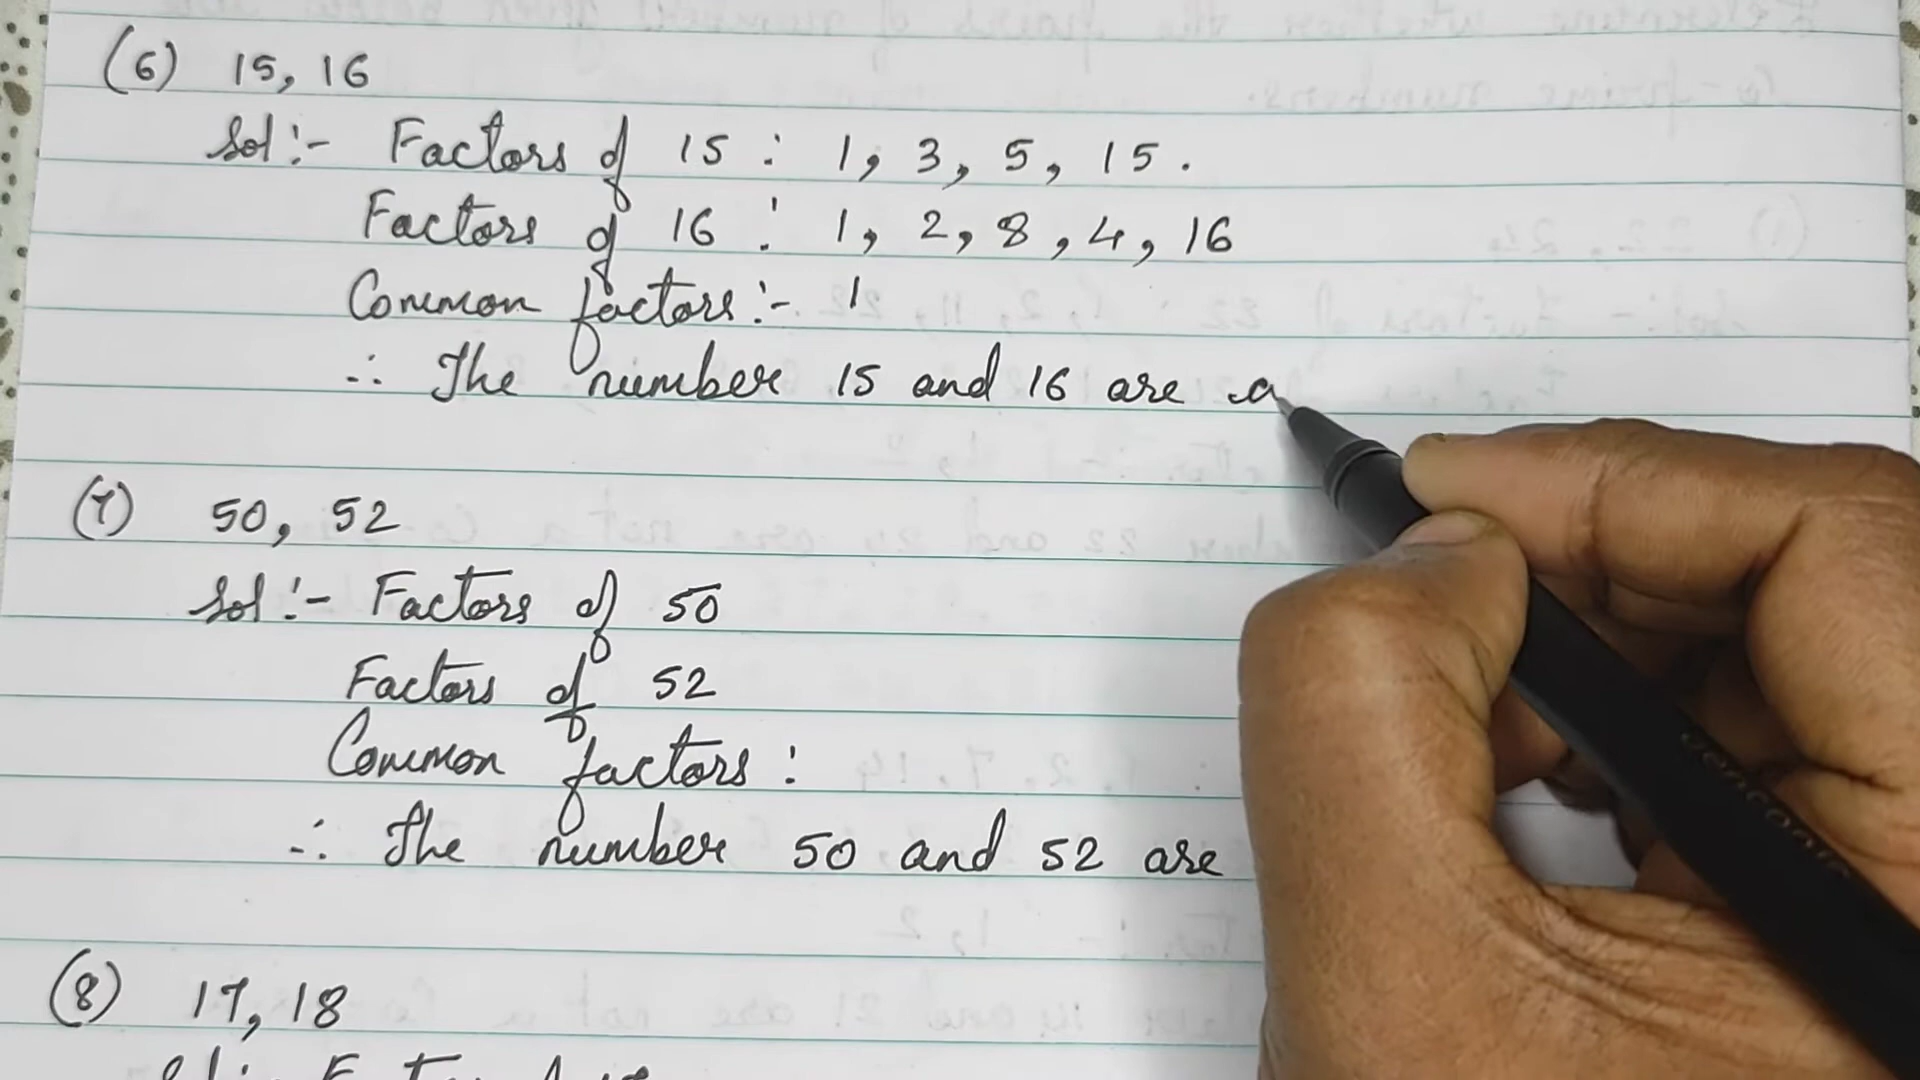 (6) 15, 16
Sol :- Factors of 15 : 1, 3, 5, 15.
Factors of 16 : 1, 2, 8, 4, 16
Common factors :- 1
∴ The number 15 and 16 are a
(7) 50, 52
Sol :- Factors of 50
Factors of 52
Common factors :
∴ The number 50 and 52 are
(8) 17, 18